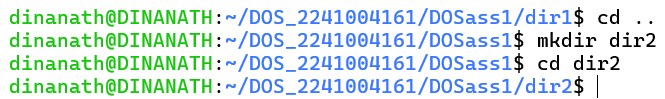 dinanath@DINANATH:~/DOS_2241004161/DOSass1/dir1$ cd ..
dinanath@DINANATH:~/DOS_2241004161/DOSass1$ mkdir dir2
dinanath@DINANATH:~/DOS_2241004161/DOSass1$ cd dir2
dinanath@DINANATH:~/DOS_2241004161/DOSass1/dir2$